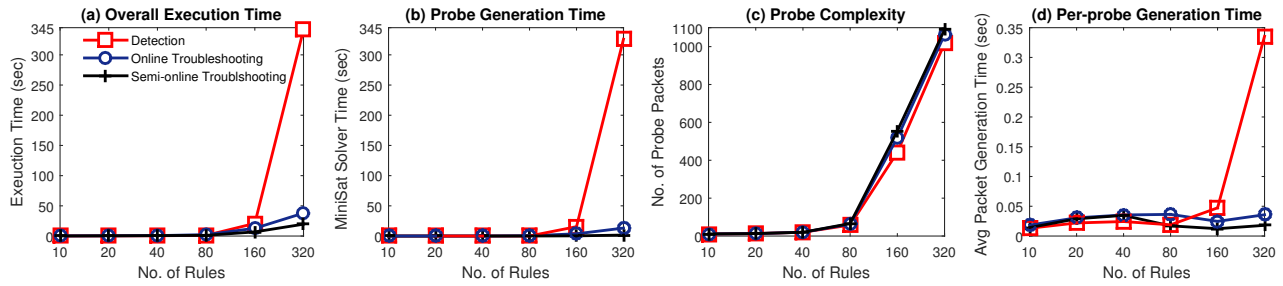 (a) Overall Execution Time
345
300
250
200
150
100
50
0
10 20 40 80 160 320
Exeuction Time (sec)
No. of Rules
Detection
Online Troubleshooting
Semi-online Troublshooting
(b) Probe Generation Time
345
300
250
200
150
100
50
0
10 20 40 80 160 320
MiniSat Solver Time (sec)
No. of Rules
(c) Probe Complexity
1100
1000
800
600
400
200
0
10 20 40 80 160 320
No. of Probe Packets
No. of Rules
(d) Per-probe Generation Time
0.35
0.3
0.25
0.2
0.15
0.1
0.05
0
10 20 40 80 160 320
Avg Packet Generation Time (sec)
No. of Rules